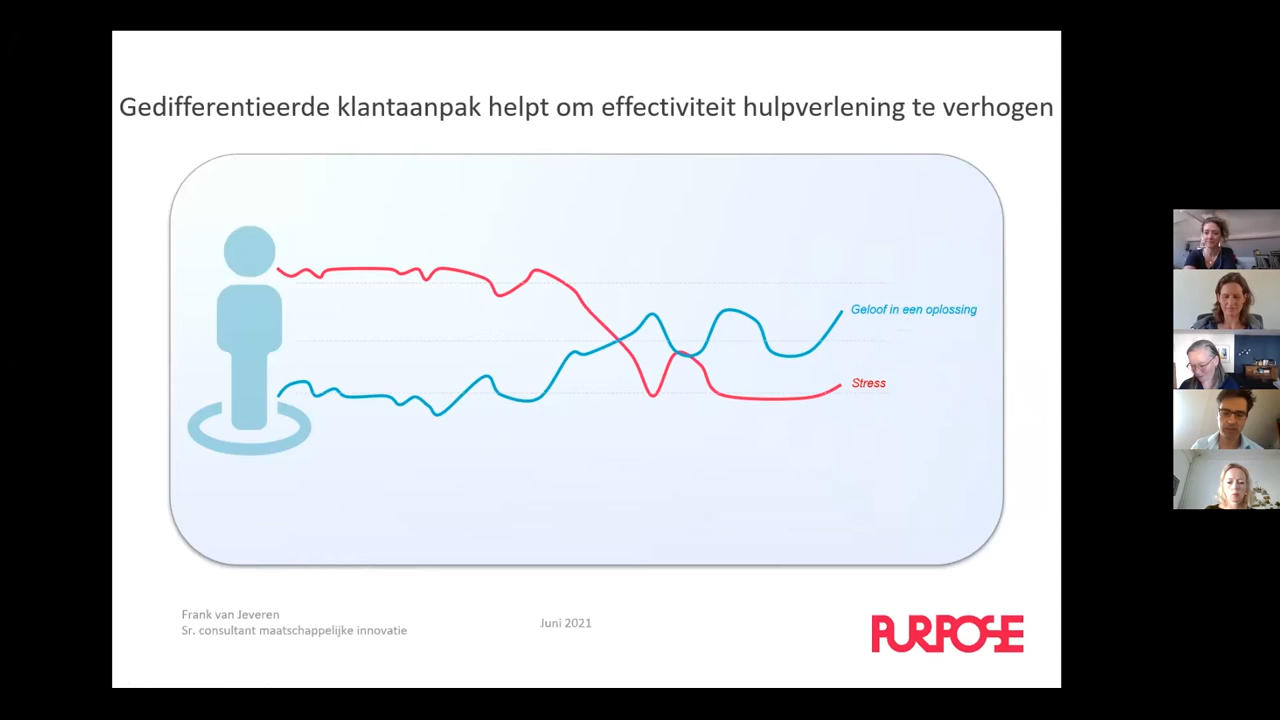 Gedifferentieerde klantaanpak helpt om effectiviteit hulpverlening te verhogen
Geloof in een oplossing
Stress
Frank van Jeveren
Sr. consultant maatschappelijke innovatie
Juni 2021
PURPOSE